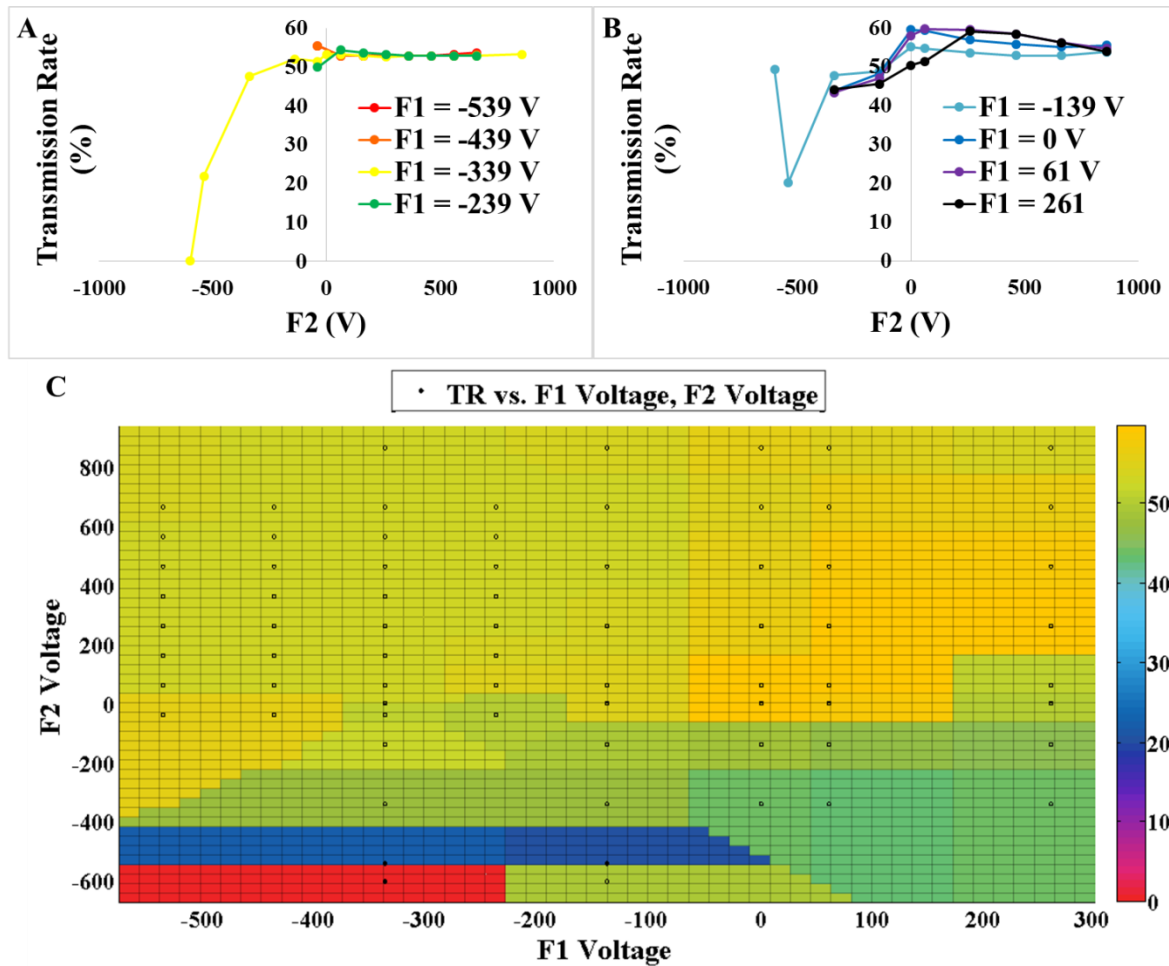 A
Transmission Rate
(%)
60
50
40
30
20
10
0
-1000
-500
0
500
1000
F2 (V)
F1 = -539 V
F1 = -439 V
F1 = -339 V
F1 = -239 V
B
Transmission Rate
(%)
60
50
40
30
20
10
0
-1000
-500
0
500
1000
F2 (V)
F1 = -139 V
F1 = 0 V
F1 = 61 V
F1 = 261
C
TR vs. F1 Voltage, F2 Voltage
F2 Voltage
800
600
400
200
0
-200
-400
-600
-500
-400
-300
-200
-100
0
100
200
300
F1 Voltage
50
40
30
20
10
0